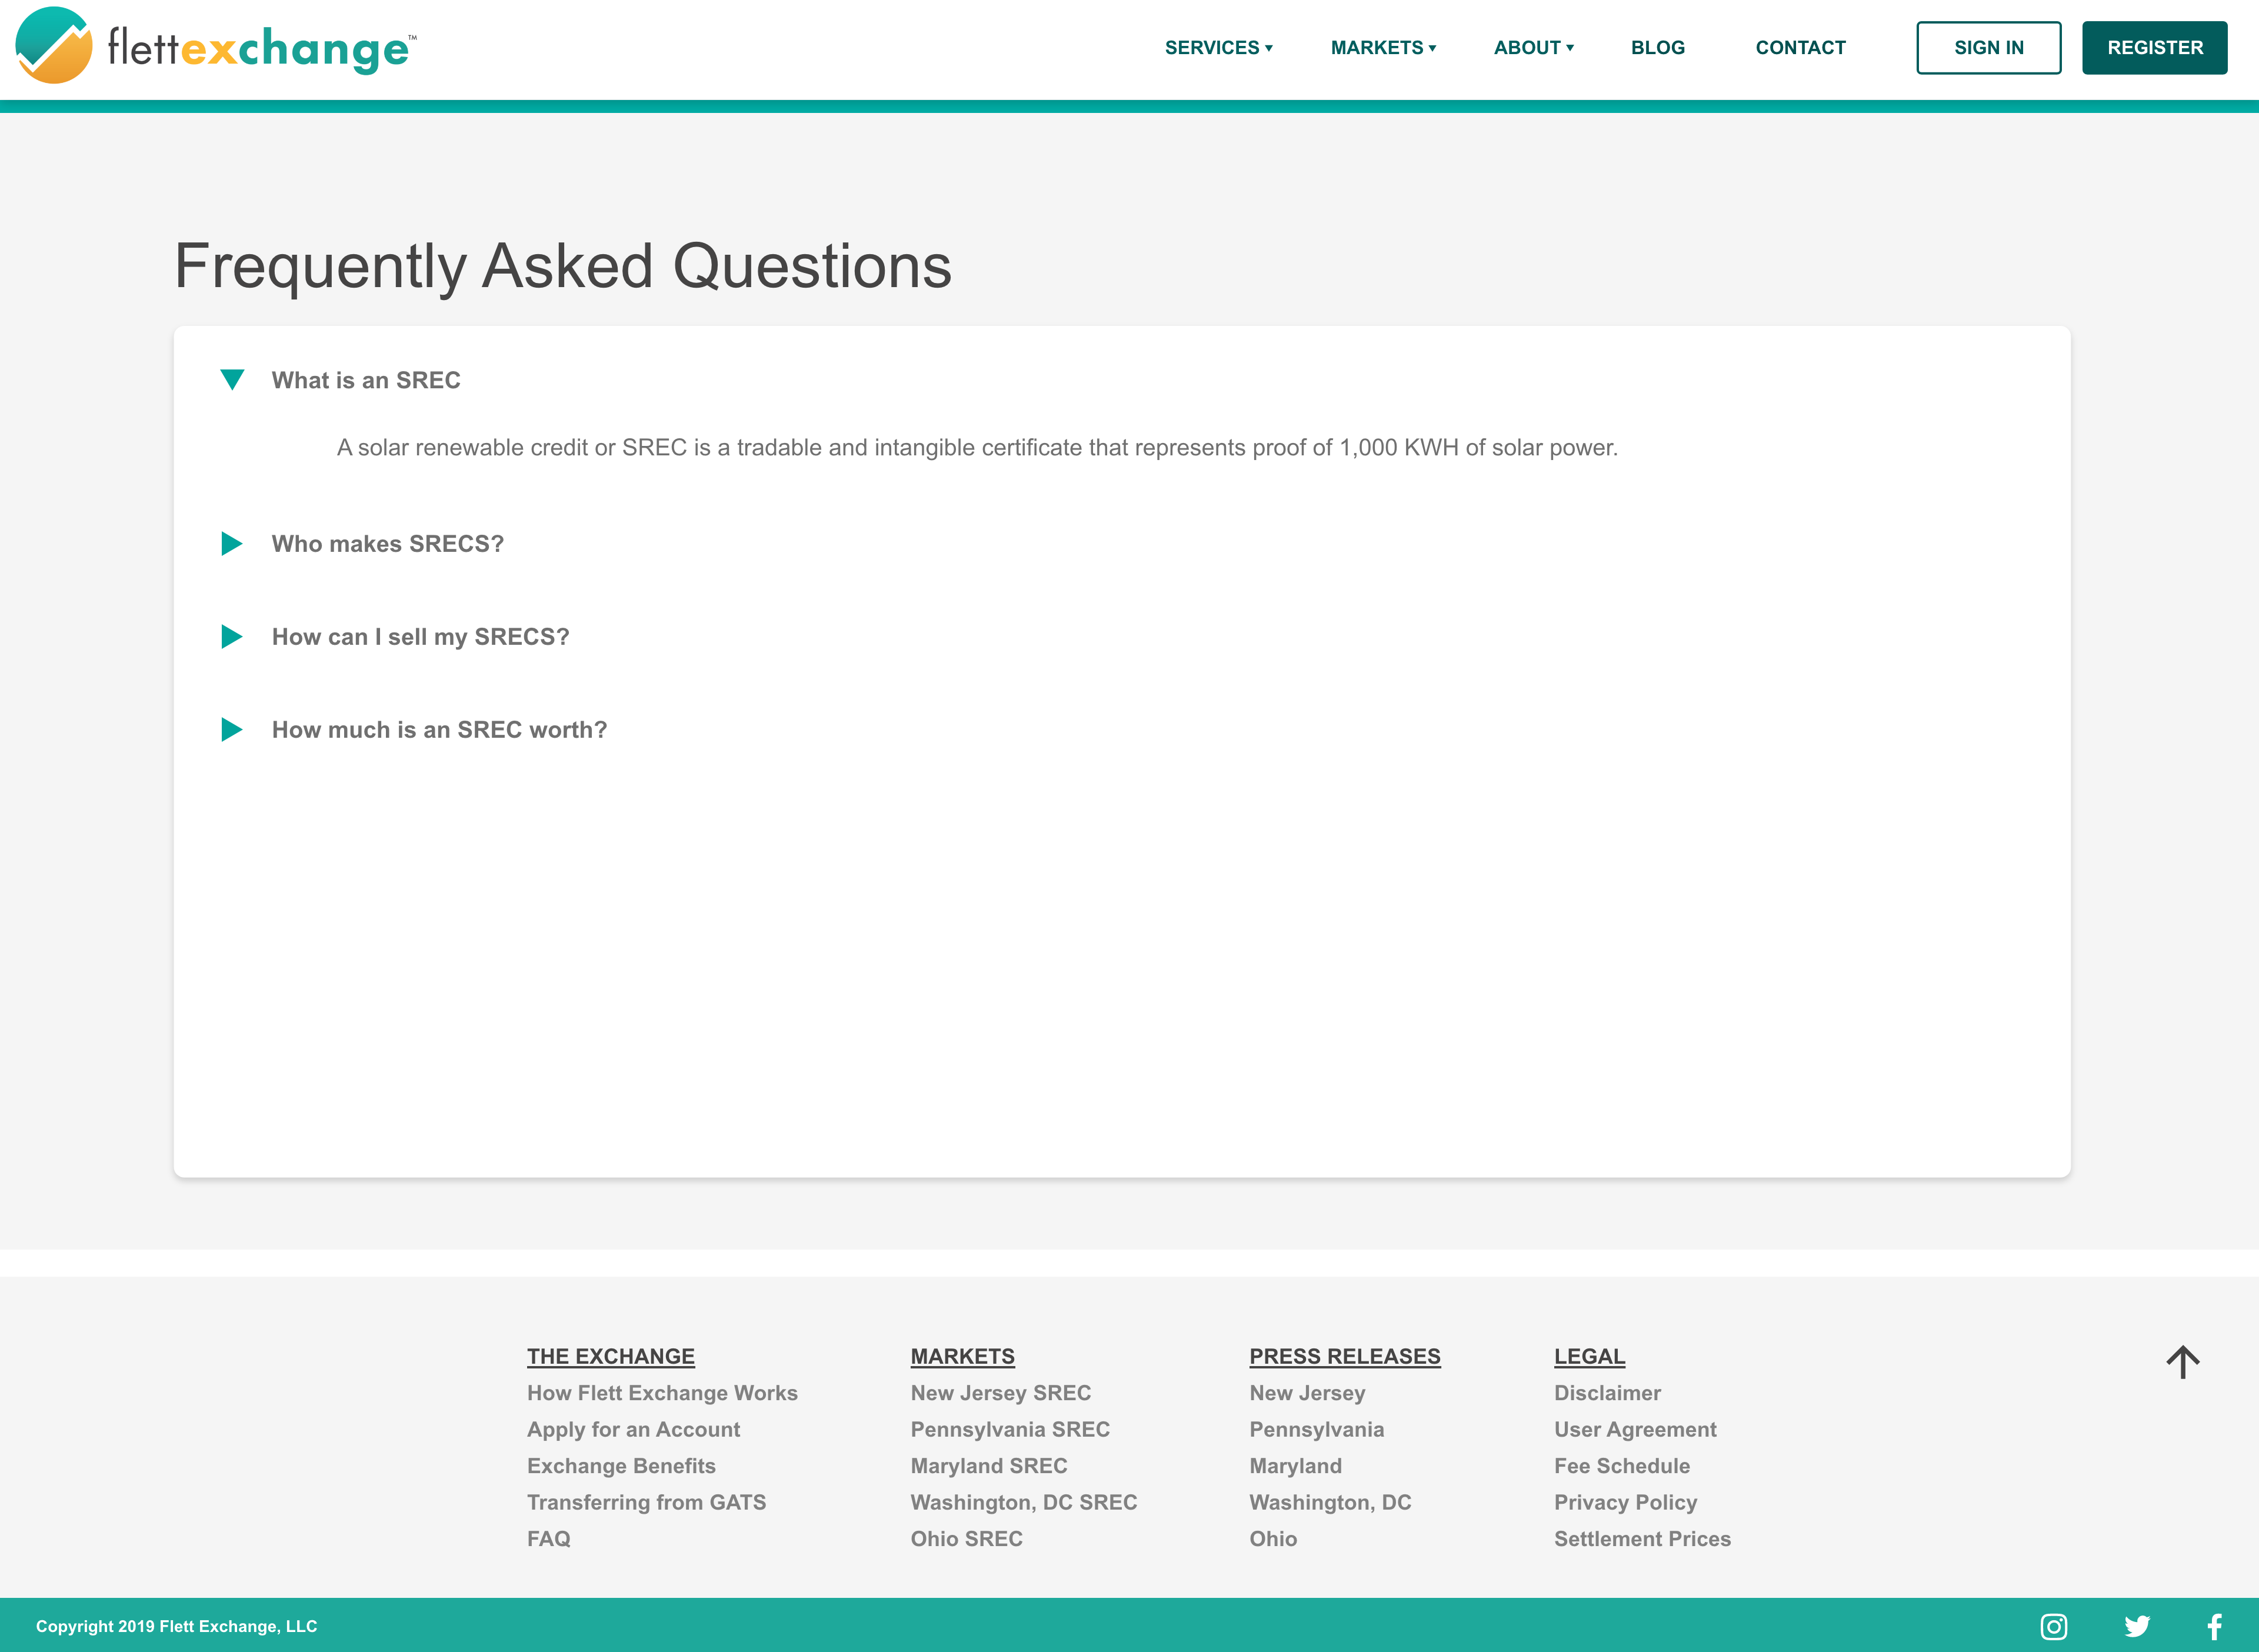 flettexchange™
SERVICES ▾ MARKETS ▾ ABOUT ▾ BLOG CONTACT SIGN IN REGISTER
Frequently Asked Questions
What is an SREC
A solar renewable credit or SREC is a tradable and intangible certificate that represents proof of 1,000 KWH of solar power.
Who makes SRECS?
How can I sell my SRECS?
How much is an SREC worth?
THE EXCHANGE
How Flett Exchange Works
Apply for an Account
Exchange Benefits
Transferring from GATS
FAQ
MARKETS
New Jersey SREC
Pennsylvania SREC
Maryland SREC
Washington, DC SREC
Ohio SREC
PRESS RELEASES
New Jersey
Pennsylvania
Maryland
Washington, DC
Ohio
LEGAL
Disclaimer
User Agreement
Fee Schedule
Privacy Policy
Settlement Prices
Copyright 2019 Flett Exchange, LLC